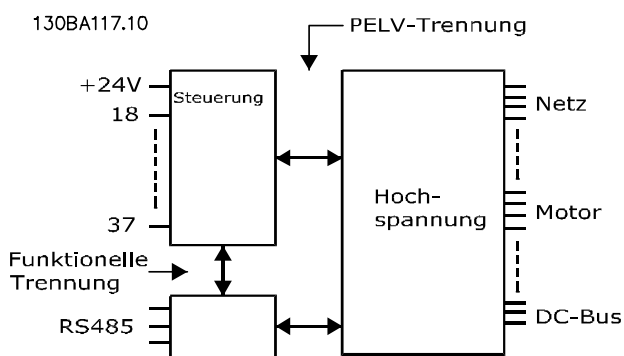 130BA117.10
PELV-Trennung
+24V
Steuerung
18
Netz
Hoch-
spannung
Motor
37
Funktionelle
Trennung
RS485
DC-Bus